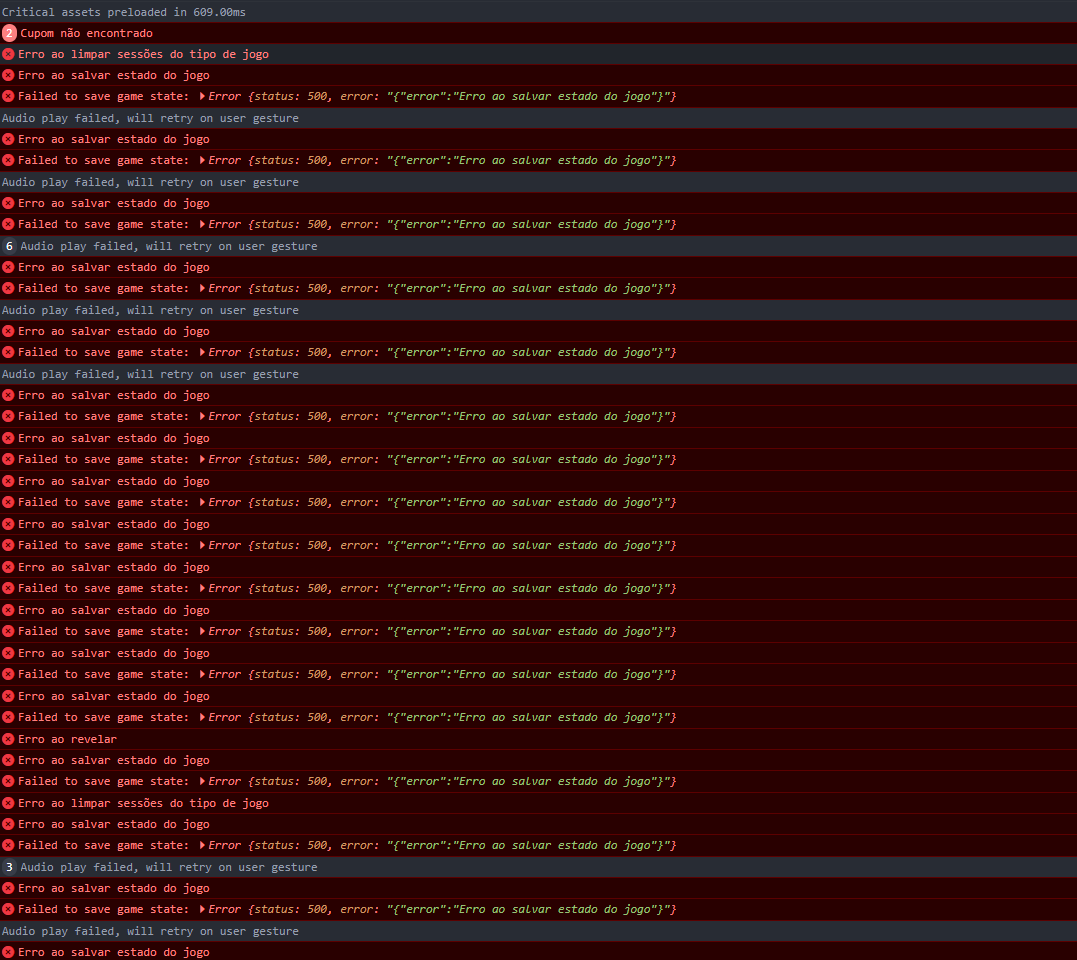 Critical assets preloaded in 609.00ms
2 Cupom não encontrado
Erro ao limpar sessões do tipo de jogo
Erro ao salvar estado do jogo
Failed to save game state: Error {status: 500, error: "{"error":"Erro ao salvar estado do jogo"}"}
Audio play failed, will retry on user gesture
Erro ao salvar estado do jogo
Failed to save game state: Error {status: 500, error: "{"error":"Erro ao salvar estado do jogo"}"}
Audio play failed, will retry on user gesture
Erro ao salvar estado do jogo
Failed to save game state: Error {status: 500, error: "{"error":"Erro ao salvar estado do jogo"}"}
6 Audio play failed, will retry on user gesture
Erro ao salvar estado do jogo
Failed to save game state: Error {status: 500, error: "{"error":"Erro ao salvar estado do jogo"}"}
Audio play failed, will retry on user gesture
Erro ao salvar estado do jogo
Failed to save game state: Error {status: 500, error: "{"error":"Erro ao salvar estado do jogo"}"}
Audio play failed, will retry on user gesture
Erro ao salvar estado do jogo
Failed to save game state: Error {status: 500, error: "{"error":"Erro ao salvar estado do jogo"}"}
Erro ao salvar estado do jogo
Failed to save game state: Error {status: 500, error: "{"error":"Erro ao salvar estado do jogo"}"}
Erro ao salvar estado do jogo
Failed to save game state: Error {status: 500, error: "{"error":"Erro ao salvar estado do jogo"}"}
Erro ao salvar estado do jogo
Failed to save game state: Error {status: 500, error: "{"error":"Erro ao salvar estado do jogo"}"}
Erro ao salvar estado do jogo
Failed to save game state: Error {status: 500, error: "{"error":"Erro ao salvar estado do jogo"}"}
Erro ao salvar estado do jogo
Failed to save game state: Error {status: 500, error: "{"error":"Erro ao salvar estado do jogo"}"}
Erro ao salvar estado do jogo
Failed to save game state: Error {status: 500, error: "{"error":"Erro ao salvar estado do jogo"}"}
Erro ao salvar estado do jogo
Failed to save game state: Error {status: 500, error: "{"error":"Erro ao salvar estado do jogo"}"}
Erro ao revelar
Erro ao salvar estado do jogo
Failed to save game state: Error {status: 500, error: "{"error":"Erro ao salvar estado do jogo"}"}
Erro ao limpar sessões do tipo de jogo
Erro ao salvar estado do jogo
Failed to save game state: Error {status: 500, error: "{"error":"Erro ao salvar estado do jogo"}"}
3 Audio play failed, will retry on user gesture
Erro ao salvar estado do jogo
Failed to save game state: Error {status: 500, error: "{"error":"Erro ao salvar estado do jogo"}"}
Audio play failed, will retry on user gesture
Erro ao salvar estado do jogo